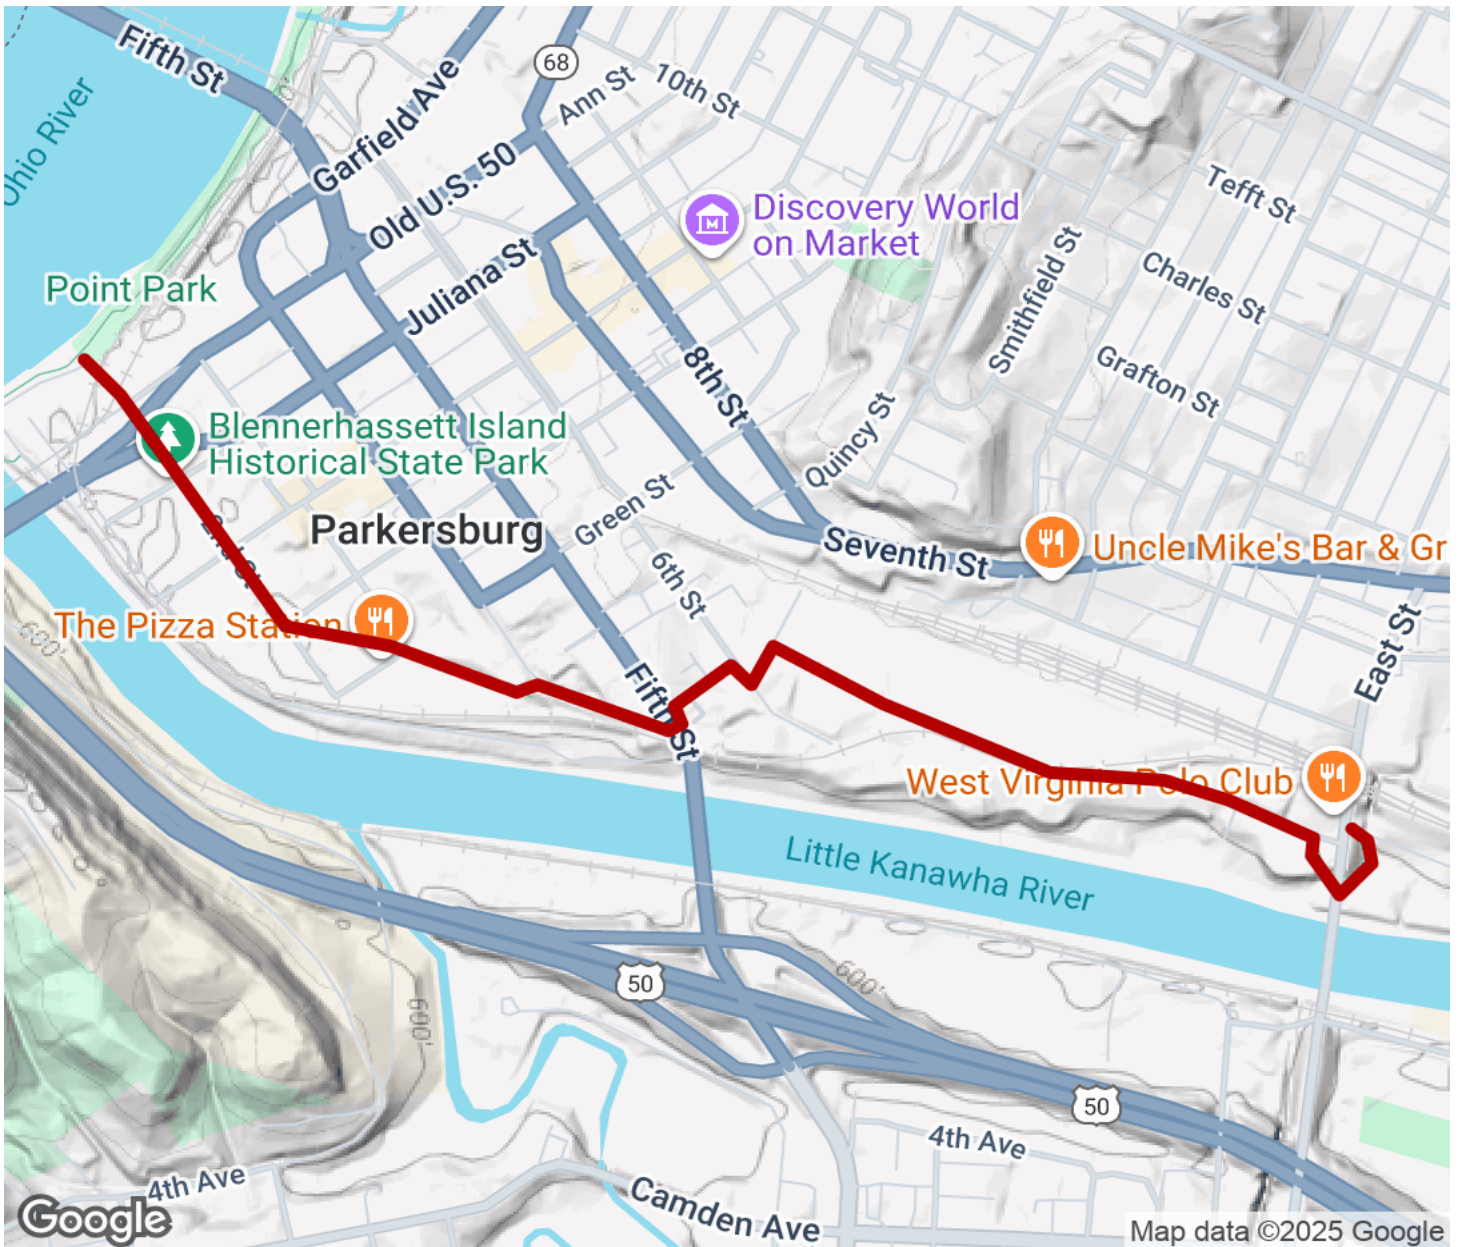 Fifth St
68
Ann St
10th St
Garfield Ave
Ohio River
Old U.S. 50
Tefft St
Discovery World
on Market
Juliana St
Smithfield St
Charles St
Point Park
8th St
Grafton St
Quincy St
Blennerhassett Island
Historical State Park
Green St
Parkersburg
2nd St
Seventh St
Uncle Mike's Bar & Gr
6th St
The Pizza Station
600'
East St
Fifth St
West Virginia Polo Club
Little Kanawha River
50
600'
600'
50
4th Ave
4th Ave
Camden Ave
Google
Map data ©2025 Google